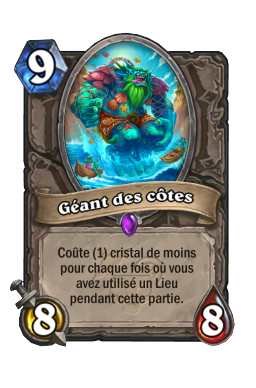 9
Géant des côtes
Coûte (1) cristal de moins
pour chaque fois où vous
avez utilisé un Lieu
pendant cette partie.
8
8